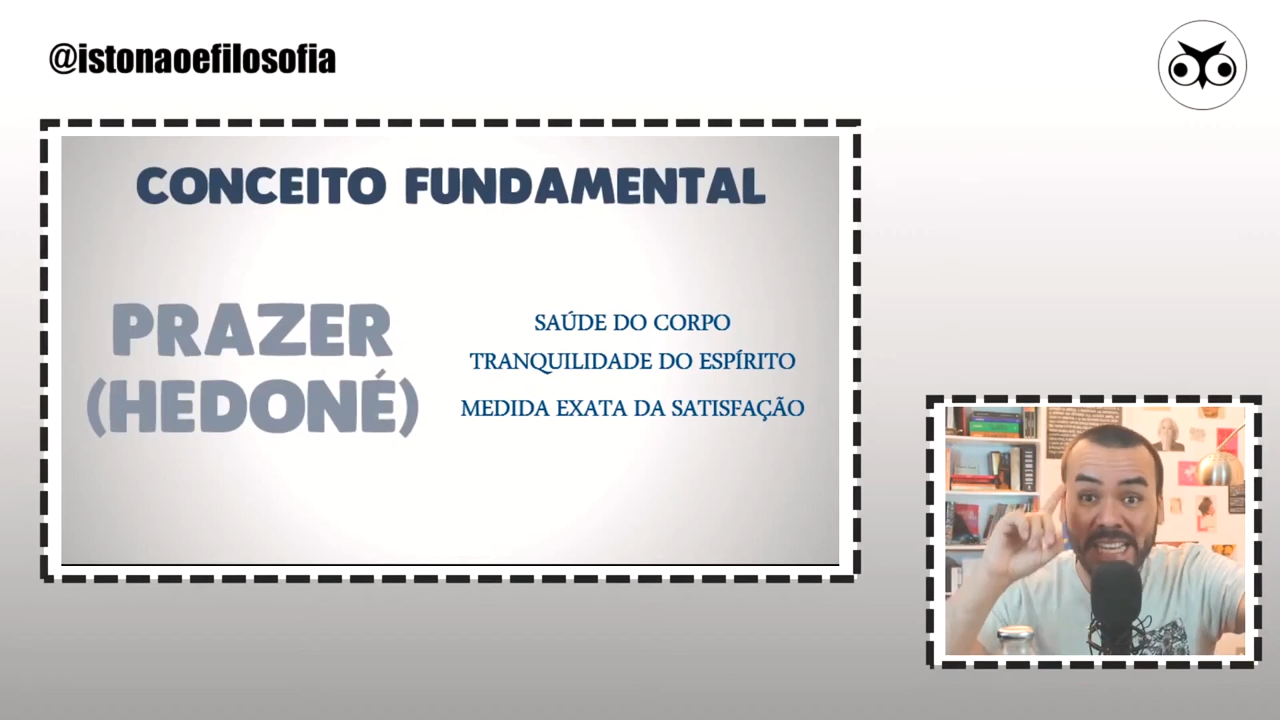 @istonaoefilosofia
CONCEITO FUNDAMENTAL
PRAZER
(HEDONÉ)
SAÚDE DO CORPO
TRANQUILIDADE DO ESPÍRITO
MEDIDA EXATA DA SATISFAÇÃO